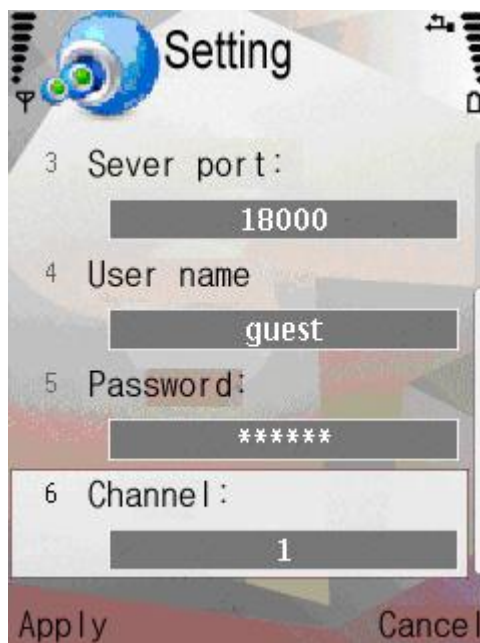 Setting
3 Sever port:
18000
4 User name
guest
5 Password:
******
6 Channel:
1
Apply Cancel